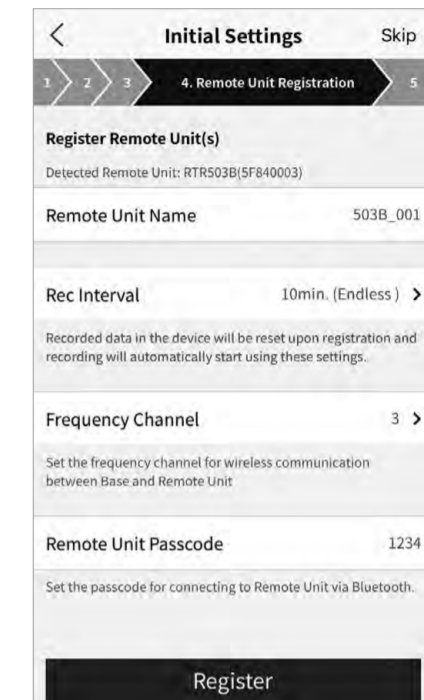 Initial Settings Skip
1 2 3 4. Remote Unit Registration 5
Register Remote Unit(s)
Detected Remote Unit: RTR503B(5F840003)
Remote Unit Name 503B_001
Rec Interval 10min. (Endless )
Recorded data in the device will be reset upon registration and
recording will automatically start using these settings.
Frequency Channel 3
Set the frequency channel for wireless communication
between Base and Remote Unit
Remote Unit Passcode 1234
Set the passcode for connecting to Remote Unit via Bluetooth.
Register